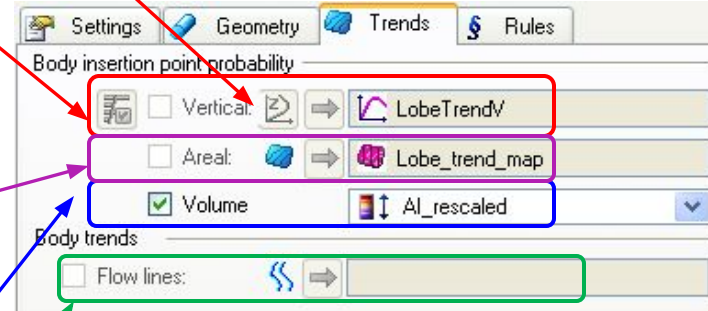 Settings Geometry Trends § Rules
Body insertion point probability
Vertical: LobeTrendV
Areal: Lobe_trend_map
Volume AI_rescaled
Body trends
Flow lines: